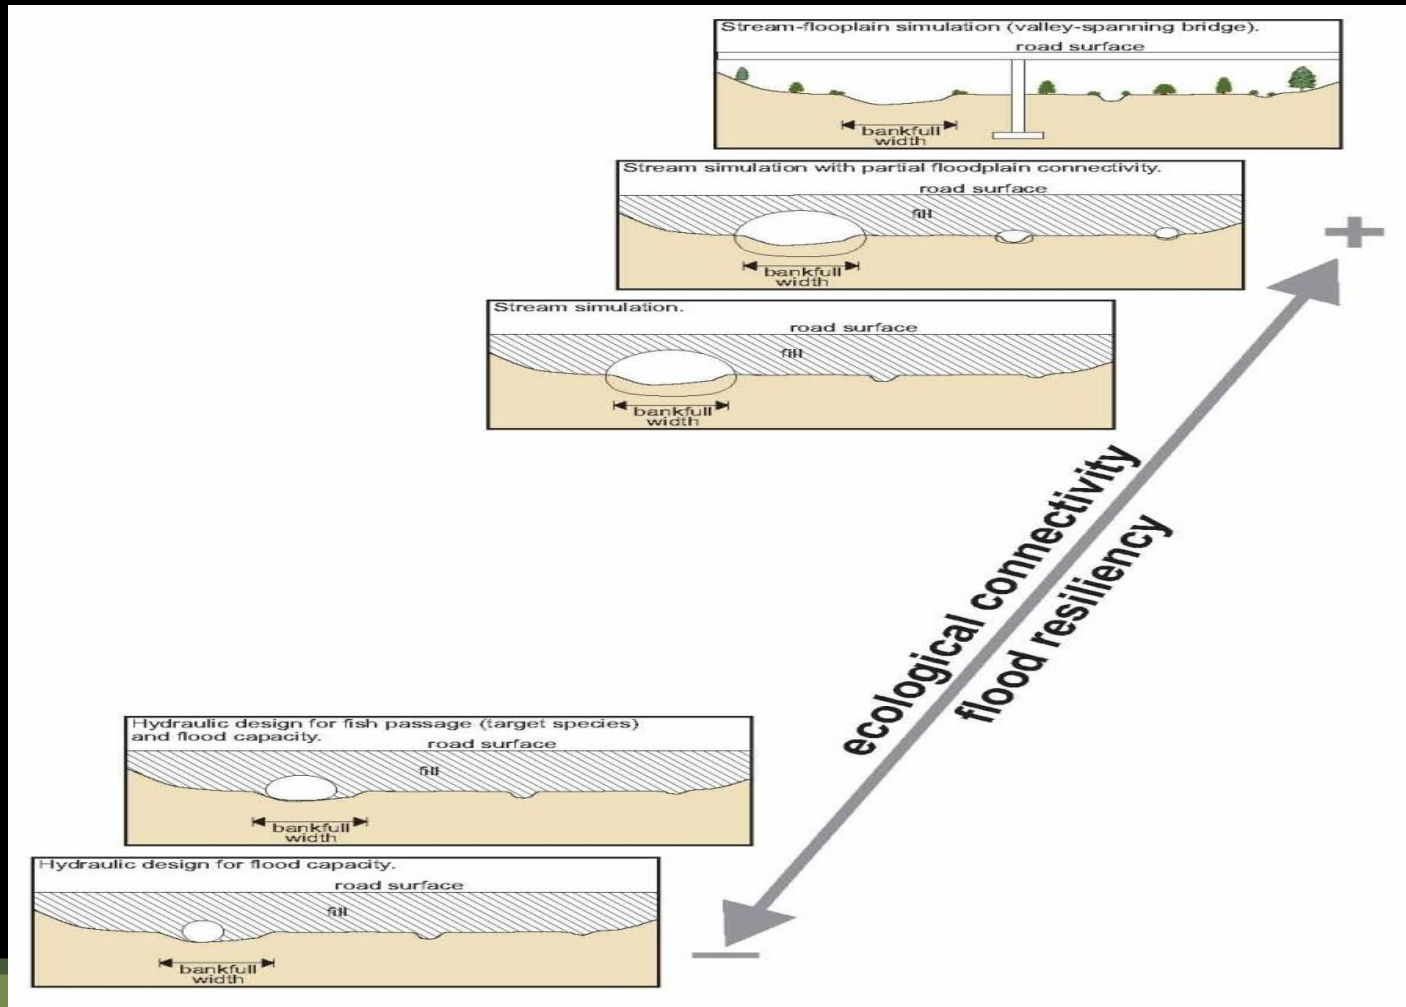 Stream-flooplain simulation (valley-spanning bridge).
road surface
bankfull
width
Stream simulation with partial floodplain connectivity.
road surface
fill
bankfull
width
+
Stream simulation.
road surface
fill
bankfull
width
ecological connectivity
flood resiliency
Hydraulic design for fish passage (target species)
and flood capacity.
road surface
fill
bankfull
width
Hydraulic design for flood capacity.
road surface
fill
bankfull
width
—